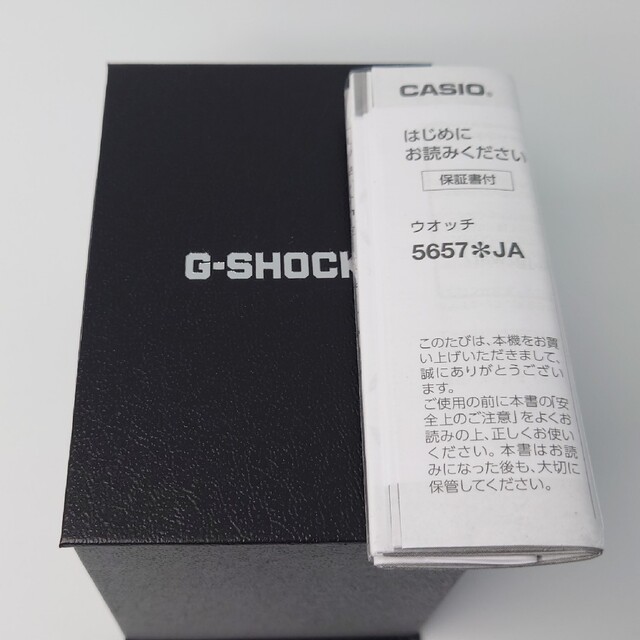 G-SHOCK
CASIO®
はじめに
お読みください
保証書付
ウオッチ
5657＊JA
このたびは、本機をお買
い上げいただきまして、
誠にありがとうござい
ます。
ご使用の前に本書の「安
全上のご注意」をよくお
読みの上、正しくお使い
ください。本書はお読
みになった後も、大切に
保管してください。